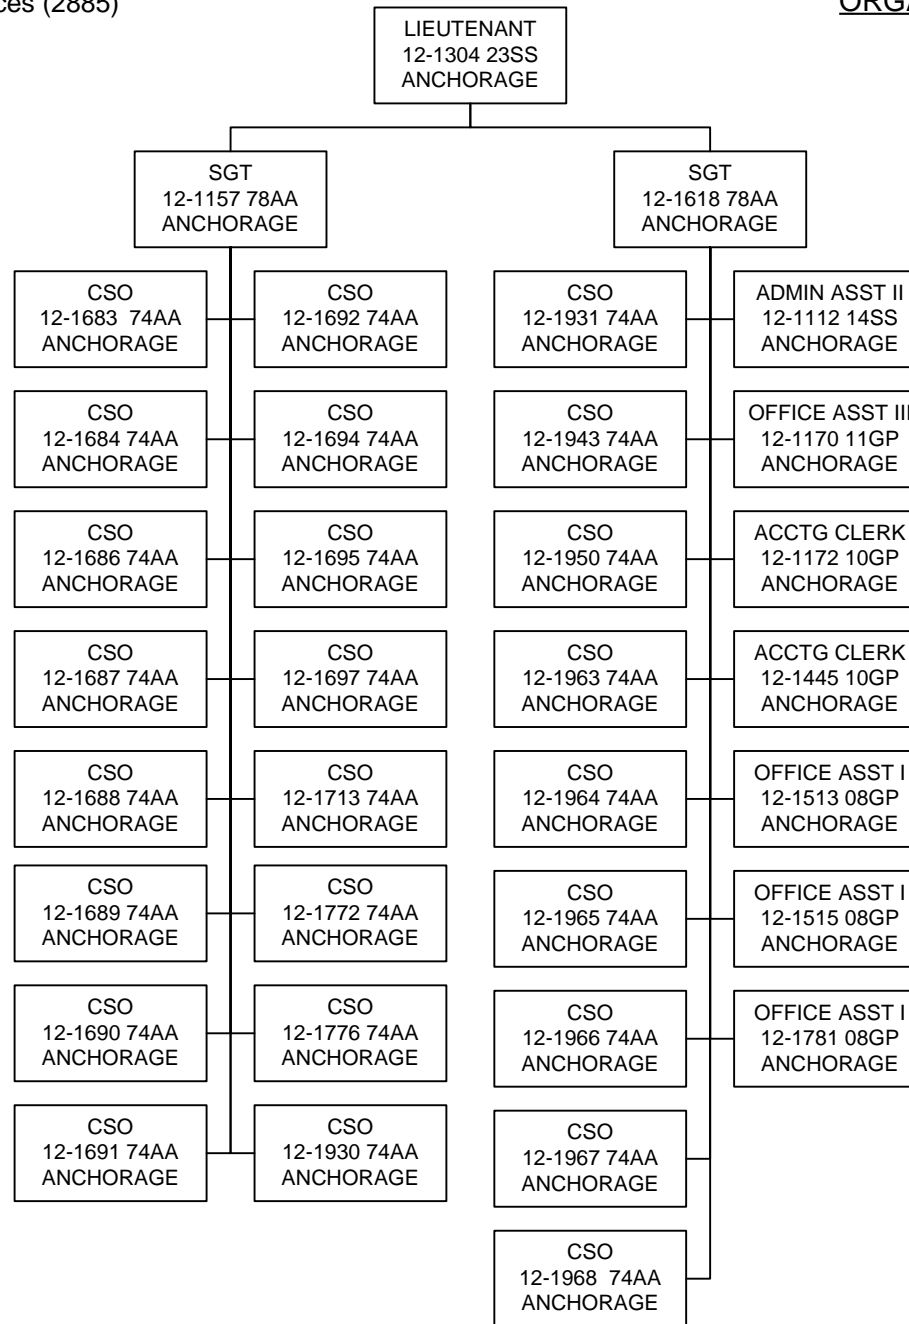 (2885)
LIEUTENANT
12-1304 23SS
ANCHORAGE
SGT
12-1157 78AA
ANCHORAGE
SGT
12-1618 78AA
ANCHORAGE
CSO
12-1683 74AA
ANCHORAGE
CSO
12-1692 74AA
ANCHORAGE
CSO
12-1931 74AA
ANCHORAGE
ADMIN ASST II
12-1112 14SS
ANCHORAGE
CSO
12-1684 74AA
ANCHORAGE
CSO
12-1694 74AA
ANCHORAGE
CSO
12-1943 74AA
ANCHORAGE
OFFICE ASST III
12-1170 11GP
ANCHORAGE
CSO
12-1686 74AA
ANCHORAGE
CSO
12-1695 74AA
ANCHORAGE
CSO
12-1950 74AA
ANCHORAGE
ACCTG CLERK
12-1172 10GP
ANCHORAGE
CSO
12-1687 74AA
ANCHORAGE
CSO
12-1697 74AA
ANCHORAGE
CSO
12-1963 74AA
ANCHORAGE
ACCTG CLERK
12-1445 10GP
ANCHORAGE
CSO
12-1688 74AA
ANCHORAGE
CSO
12-1713 74AA
ANCHORAGE
CSO
12-1964 74AA
ANCHORAGE
OFFICE ASST I
12-1513 08GP
ANCHORAGE
CSO
12-1689 74AA
ANCHORAGE
CSO
12-1772 74AA
ANCHORAGE
CSO
12-1965 74AA
ANCHORAGE
OFFICE ASST I
12-1515 08GP
ANCHORAGE
CSO
12-1690 74AA
ANCHORAGE
CSO
12-1776 74AA
ANCHORAGE
CSO
12-1966 74AA
ANCHORAGE
OFFICE ASST I
12-1781 08GP
ANCHORAGE
CSO
12-1691 74AA
ANCHORAGE
CSO
12-1930 74AA
ANCHORAGE
CSO
12-1967 74AA
ANCHORAGE
CSO
12-1968 74AA
ANCHORAGE